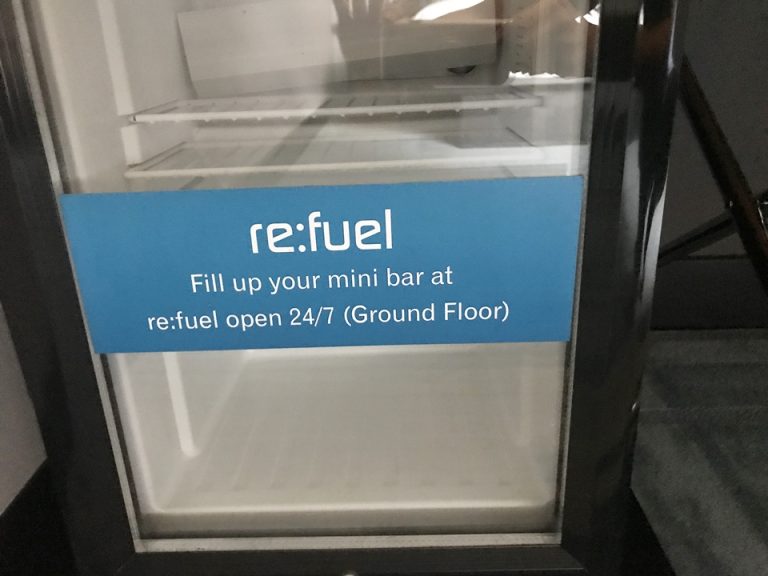 re:fuel
Fill up your mini bar at
re:fuel open 24/7 (Ground Floor)